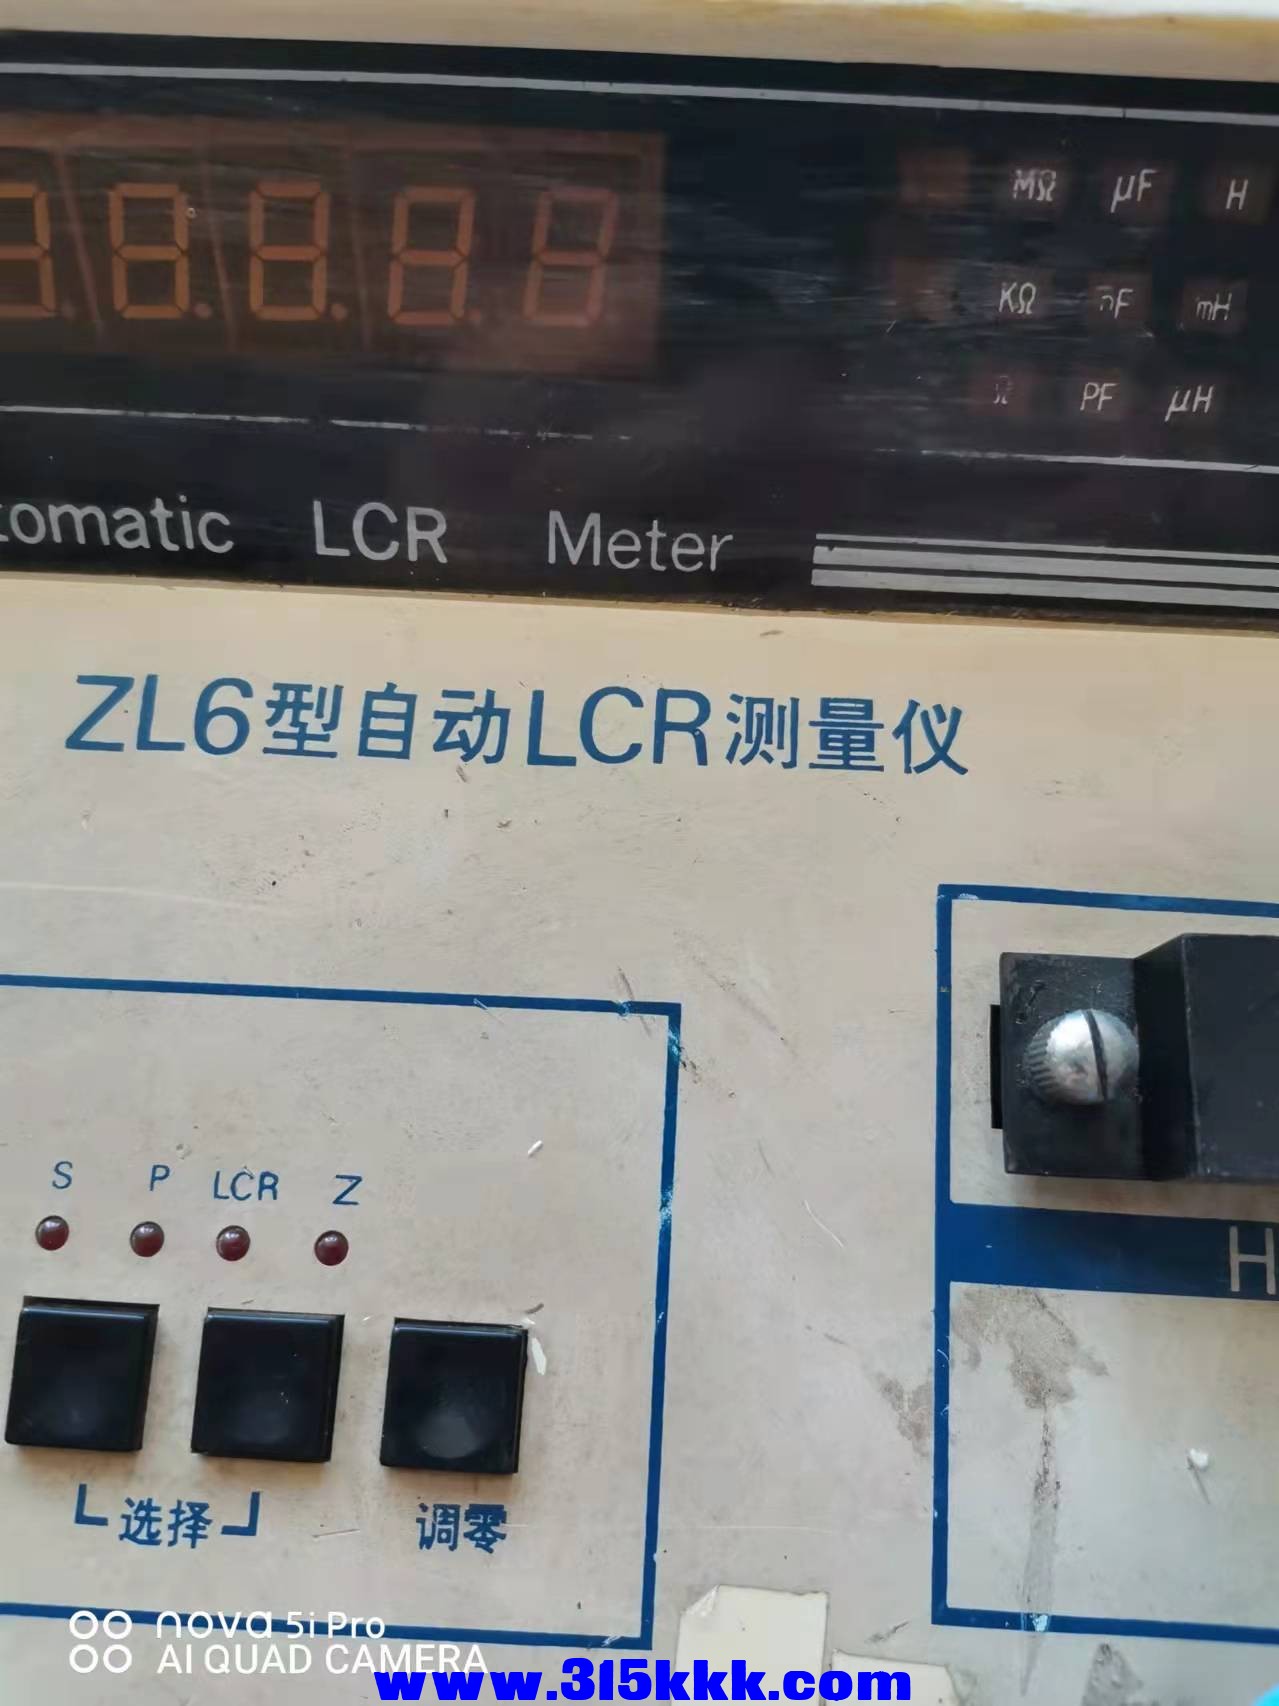 MΩ μF H
KΩ nF mH
Ω PF μH
tomatic LCR Meter
ZL6型自动LCR测量仪
S P LCR Z
H
选择 调零
nova 5i Pro
AI QUAD CAMERA
www.315kkk.com